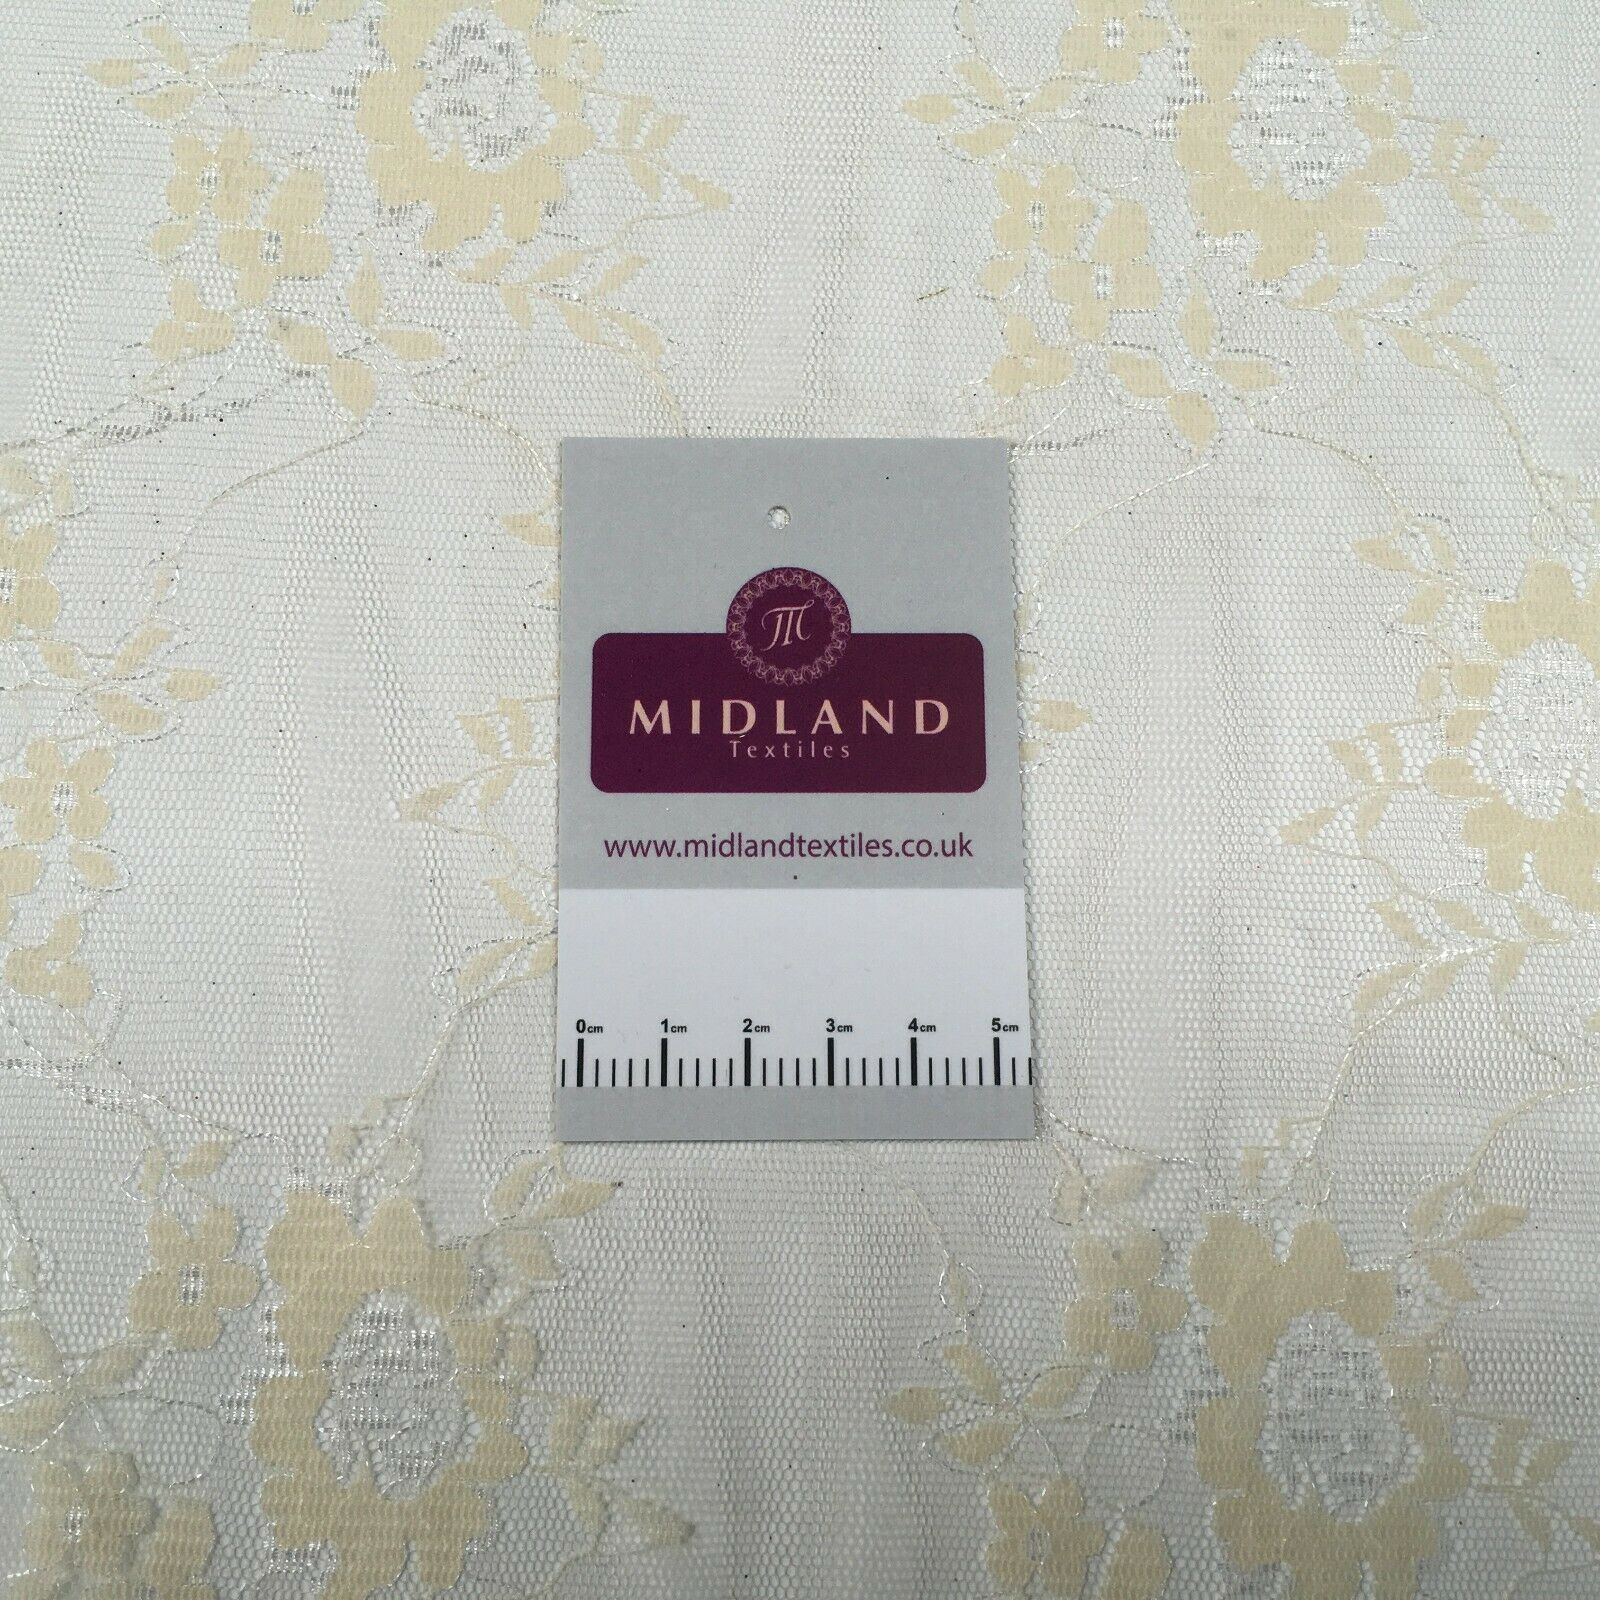 M
MIDLAND
Textiles
www.midlandtextiles.co.uk
0cm 1cm 2cm 3cm 4cm 5cm